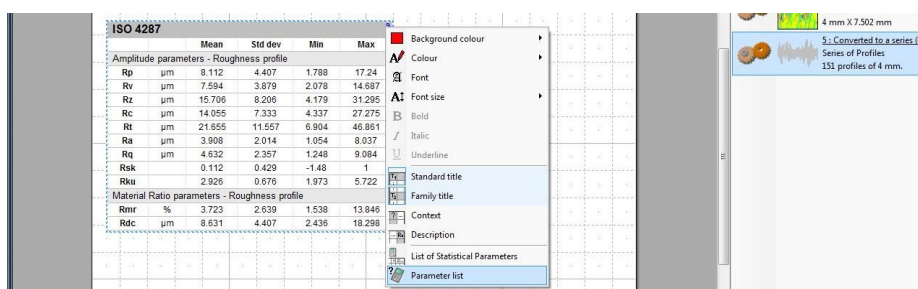 ISO 4287
Mean Std dev Min Max
Amplitude parameters - Roughness profile
Rp µm 8.112 4.407 1.788 17.24
Rv µm 7.594 3.879 2.078 14.687
Rz µm 15.706 8.206 4.179 31.295
Rc µm 14.055 7.333 4.337 27.275
Rt µm 21.655 11.557 6.904 46.861
Ra µm 3.908 2.014 1.054 8.037
Rq µm 4.632 2.357 1.248 9.084
Rsk 0.112 0.429 -1.48 1
Rku 2.926 0.676 1.973 5.722
Material Ratio parameters - Roughness profile
Rmr % 3.723 2.639 1.538 13.846
Rdc µm 8.631 4.407 2.436 18.298
Background colour
Colour
Font
Font size
Bold
Italic
Underline
Standard title
Family title
Context
Description
List of Statistical Parameters
Parameter list
4 mm X 7.502 mm
5 : Converted to a series (
Series of Profiles
151 profiles of 4 mm.